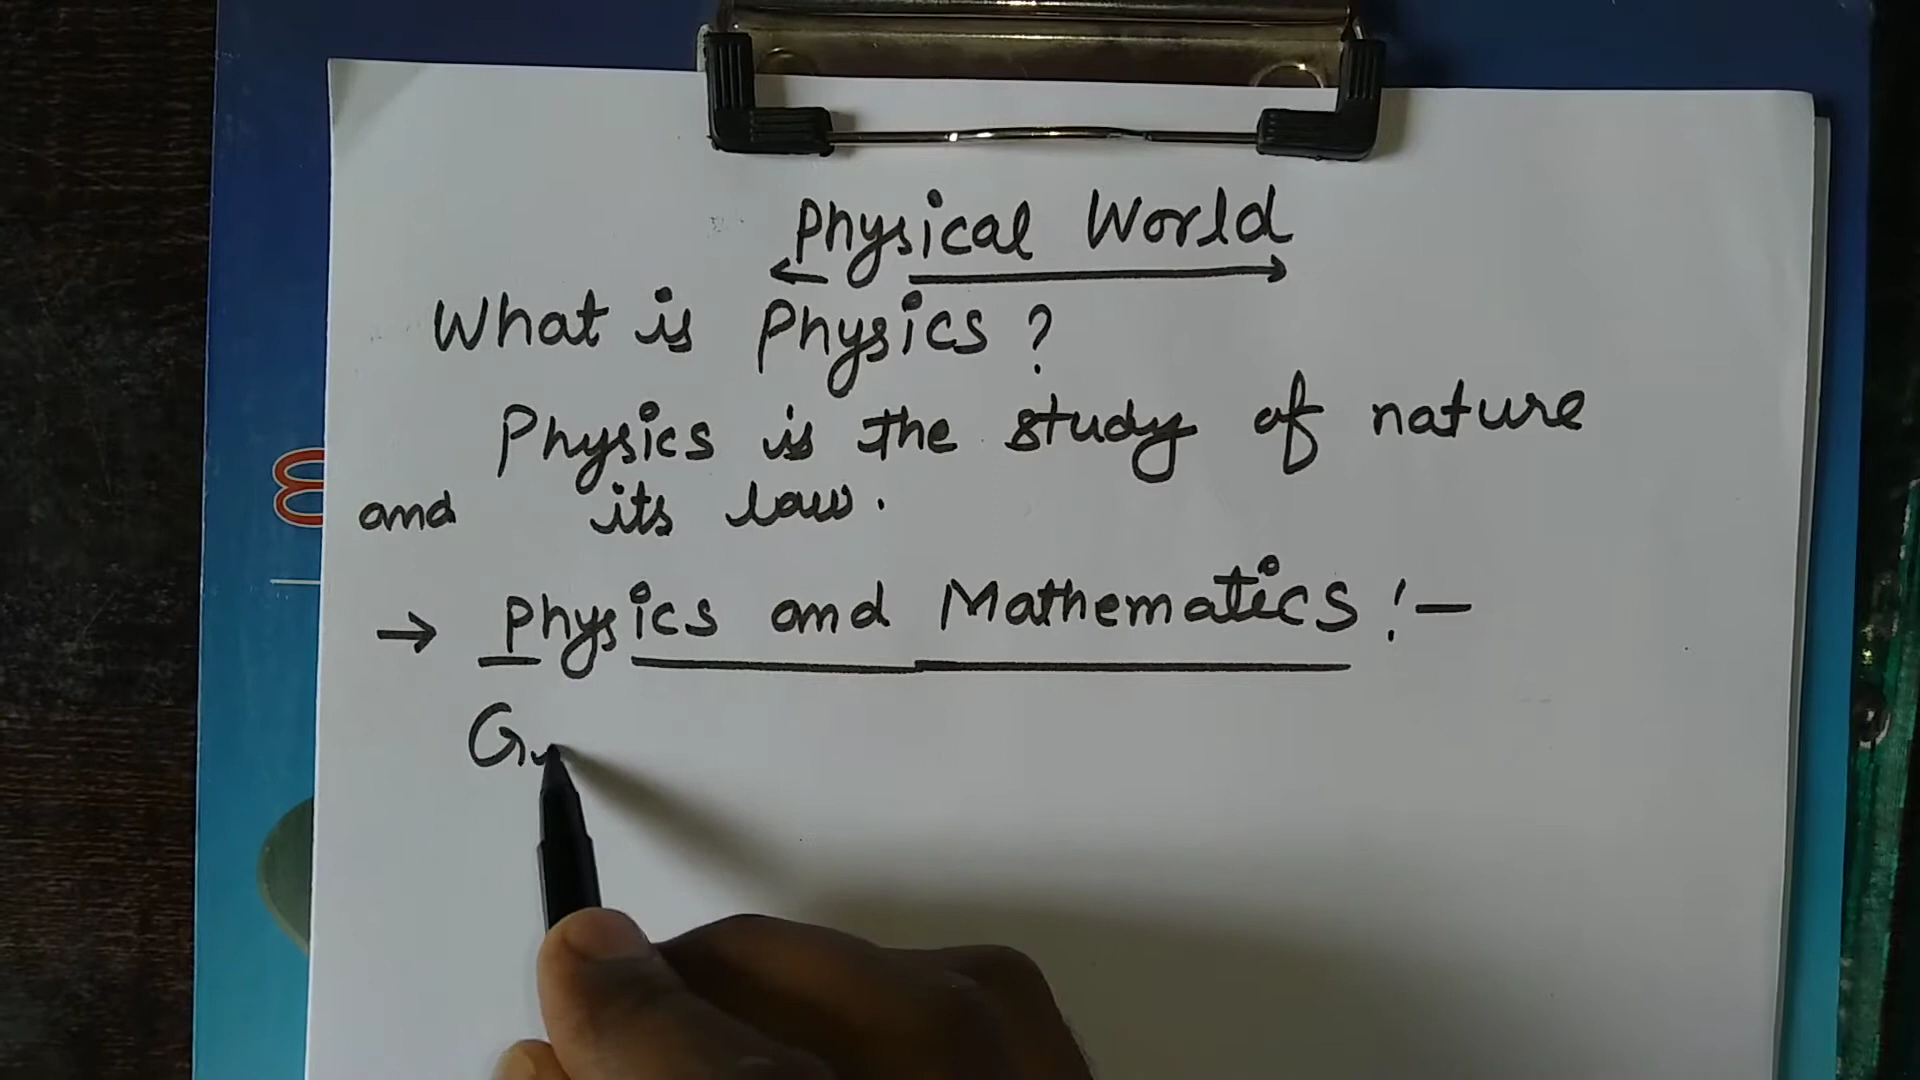 Physical World
What is Physics?
Physics is the study of nature
and its law.
→ Physics and Mathematics :-